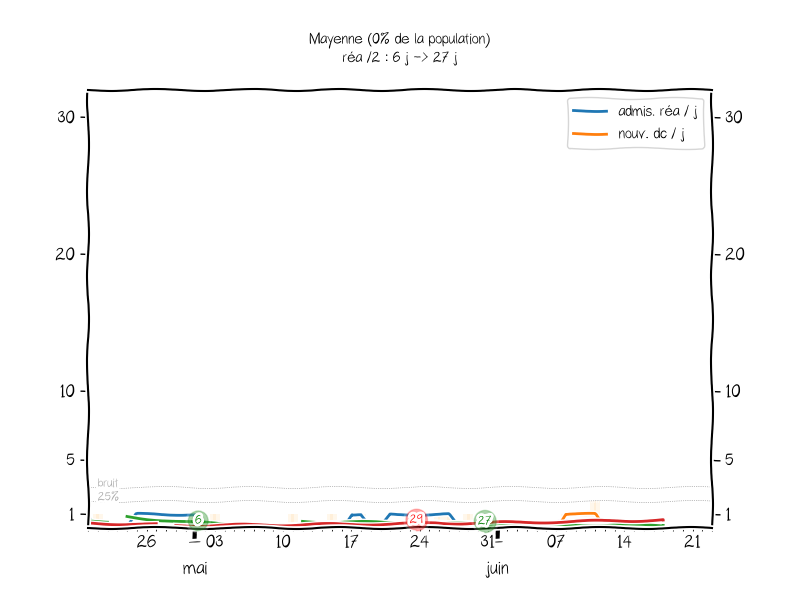 Mayenne (0% de la population)
réa /2 : 6 j -> 27 j
admis. réa / j
nouv. dc / j
30 30
20 20
10 10
5 5
bruit
25%
1 6 29 27 1
26 03 10 17 24 31 07 14 21
mai juin